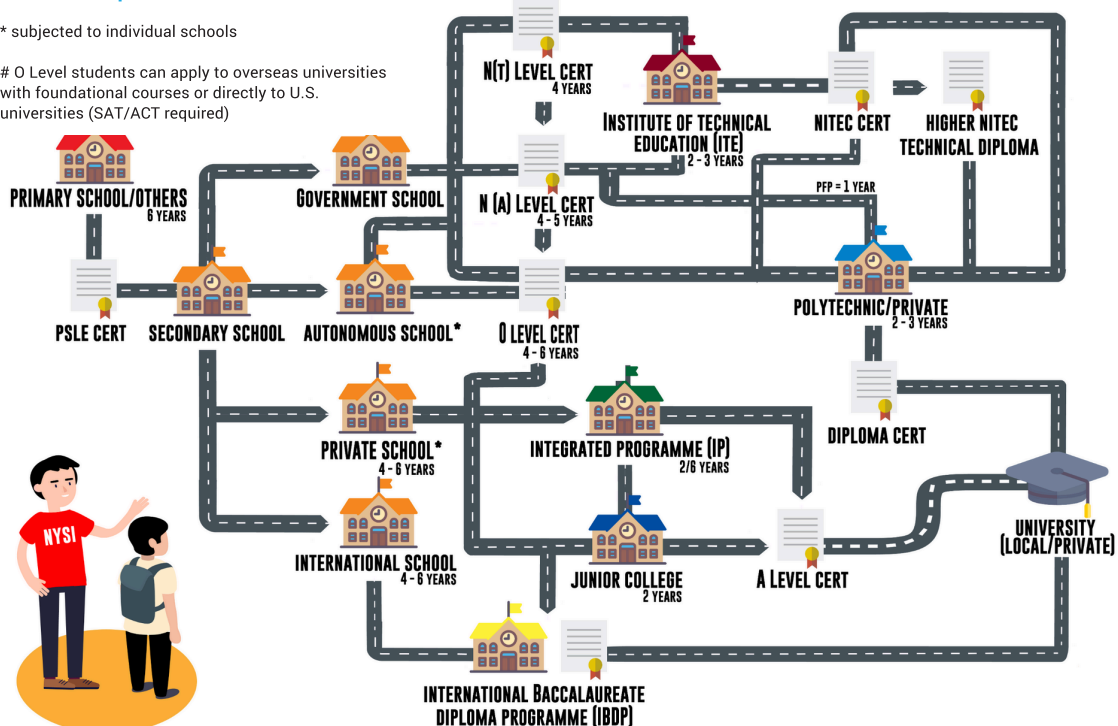 * subjected to individual schools
# O Level students can apply to overseas universities
with foundational courses or directly to U.S.
universities (SAT/ACT required)
N(T) LEVEL CERT
4 YEARS
INSTITUTE OF TECHNICAL
EDUCATION (ITE)
2 - 3 YEARS
NITEC CERT
HIGHER NITEC
TECHNICAL DIPLOMA
PRIMARY SCHOOL/OTHERS
6 YEARS
GOVERNMENT SCHOOL
N (A) LEVEL CERT
4 - 5 YEARS
PFP = 1 YEAR
PSLE CERT
SECONDARY SCHOOL
AUTONOMOUS SCHOOL*
O LEVEL CERT
4 - 6 YEARS
POLYTECHNIC/PRIVATE
2 - 3 YEARS
PRIVATE SCHOOL*
4 - 6 YEARS
INTEGRATED PROGRAMME (IP)
2/6 YEARS
DIPLOMA CERT
NYSI
INTERNATIONAL SCHOOL
4 - 6 YEARS
JUNIOR COLLEGE
2 YEARS
A LEVEL CERT
UNIVERSITY
(LOCAL/PRIVATE)
INTERNATIONAL BACCALAUREATE
DIPLOMA PROGRAMME (IBDP)